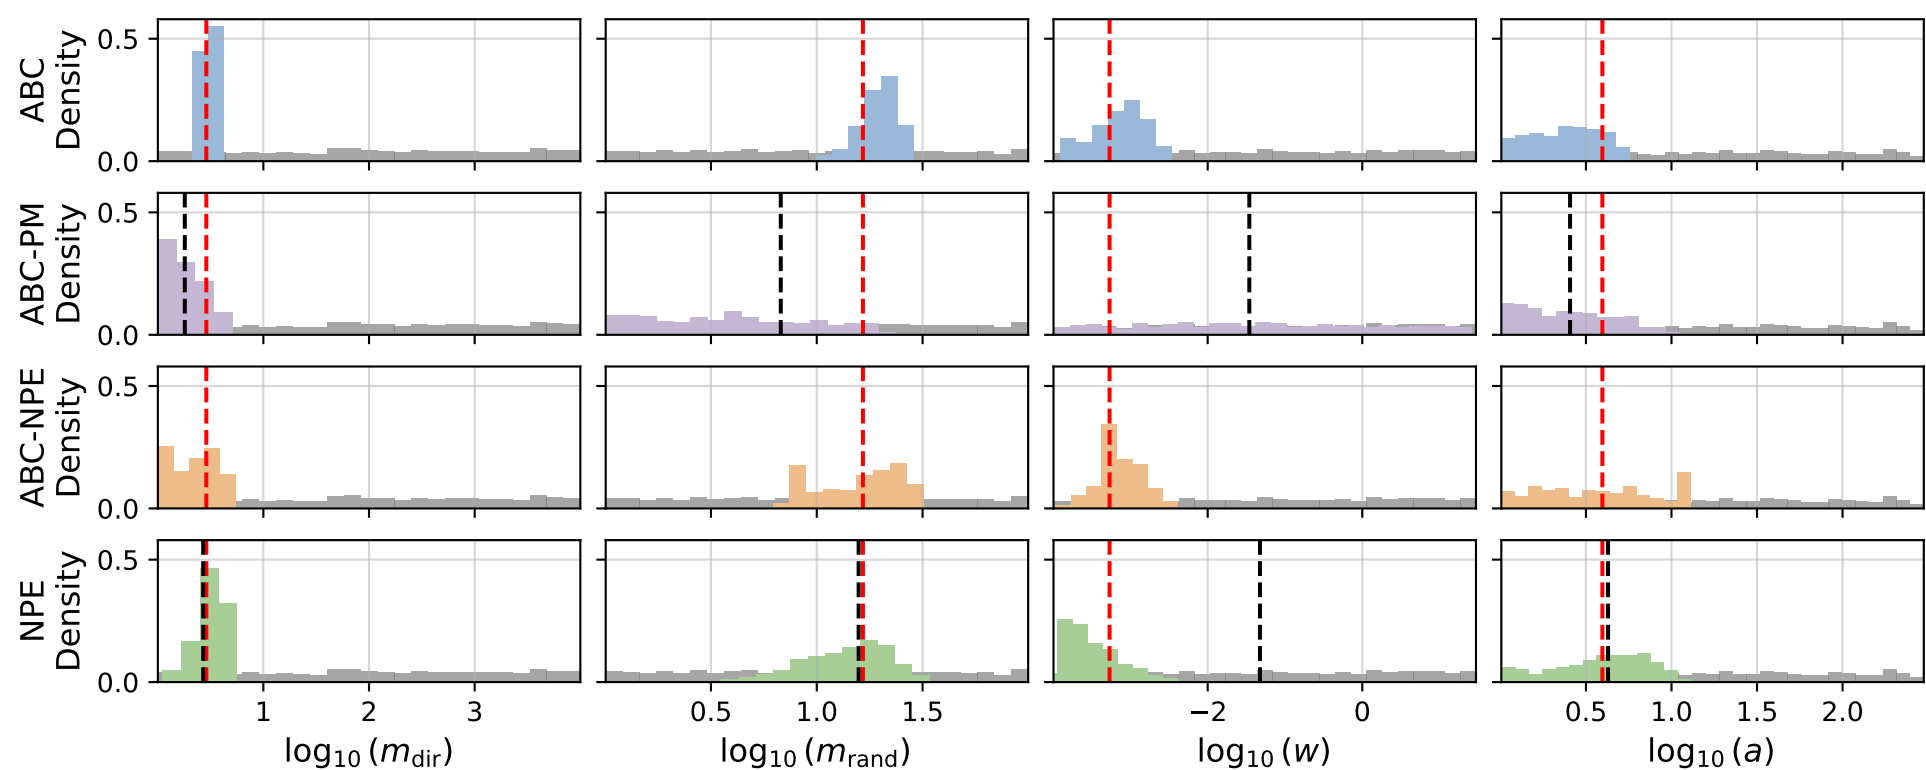 ABC
Density
0.5
0.0
ABC-PM
Density
0.5
0.0
ABC-NPE
Density
0.5
0.0
NPE
Density
0.5
0.0
1 2 3
0.5 1.0 1.5
−2 0
0.5 1.0 1.5 2.0
log₁₀ (m_dir)
log₁₀ (m_rand)
log₁₀ (w)
log₁₀ (a)